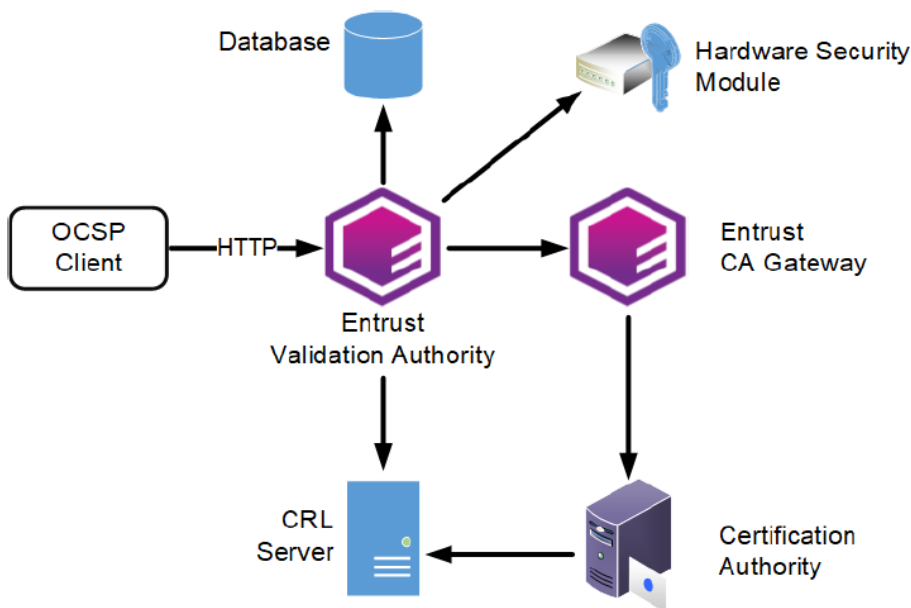 Database
Hardware Security
Module
OCSP
Client
HTTP
Entrust
CA Gateway
Entrust
Validation Authority
CRL
Server
Certification
Authority